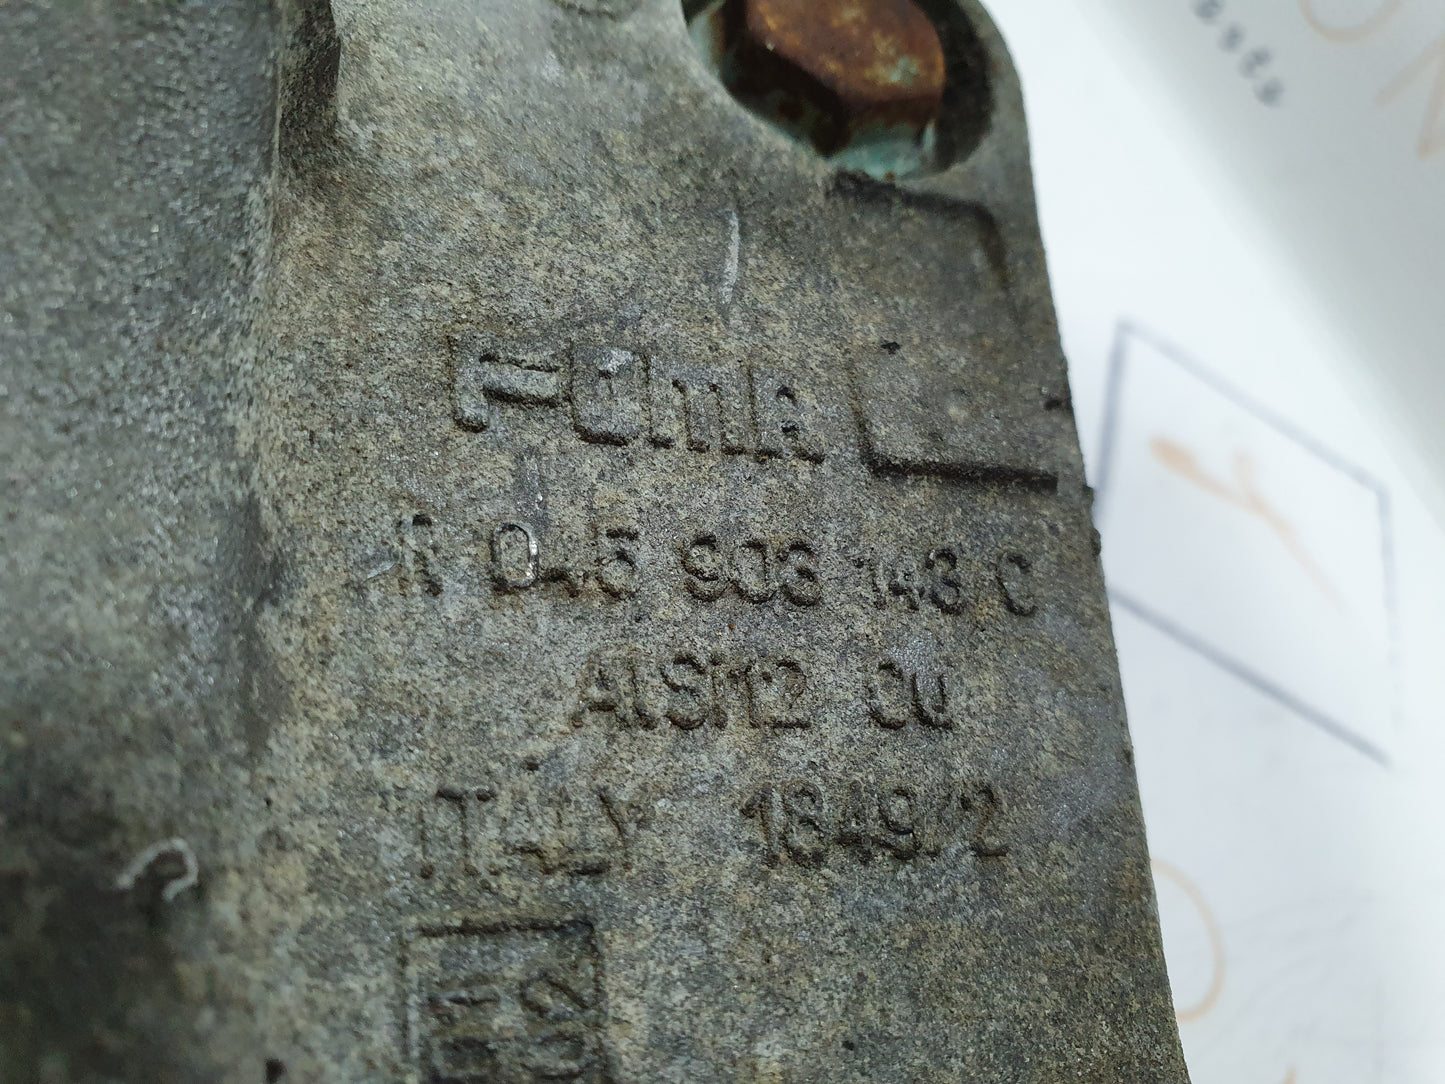 FOMA
R 045 903 143 C
AlSi12 CU
ITALY 1849/2